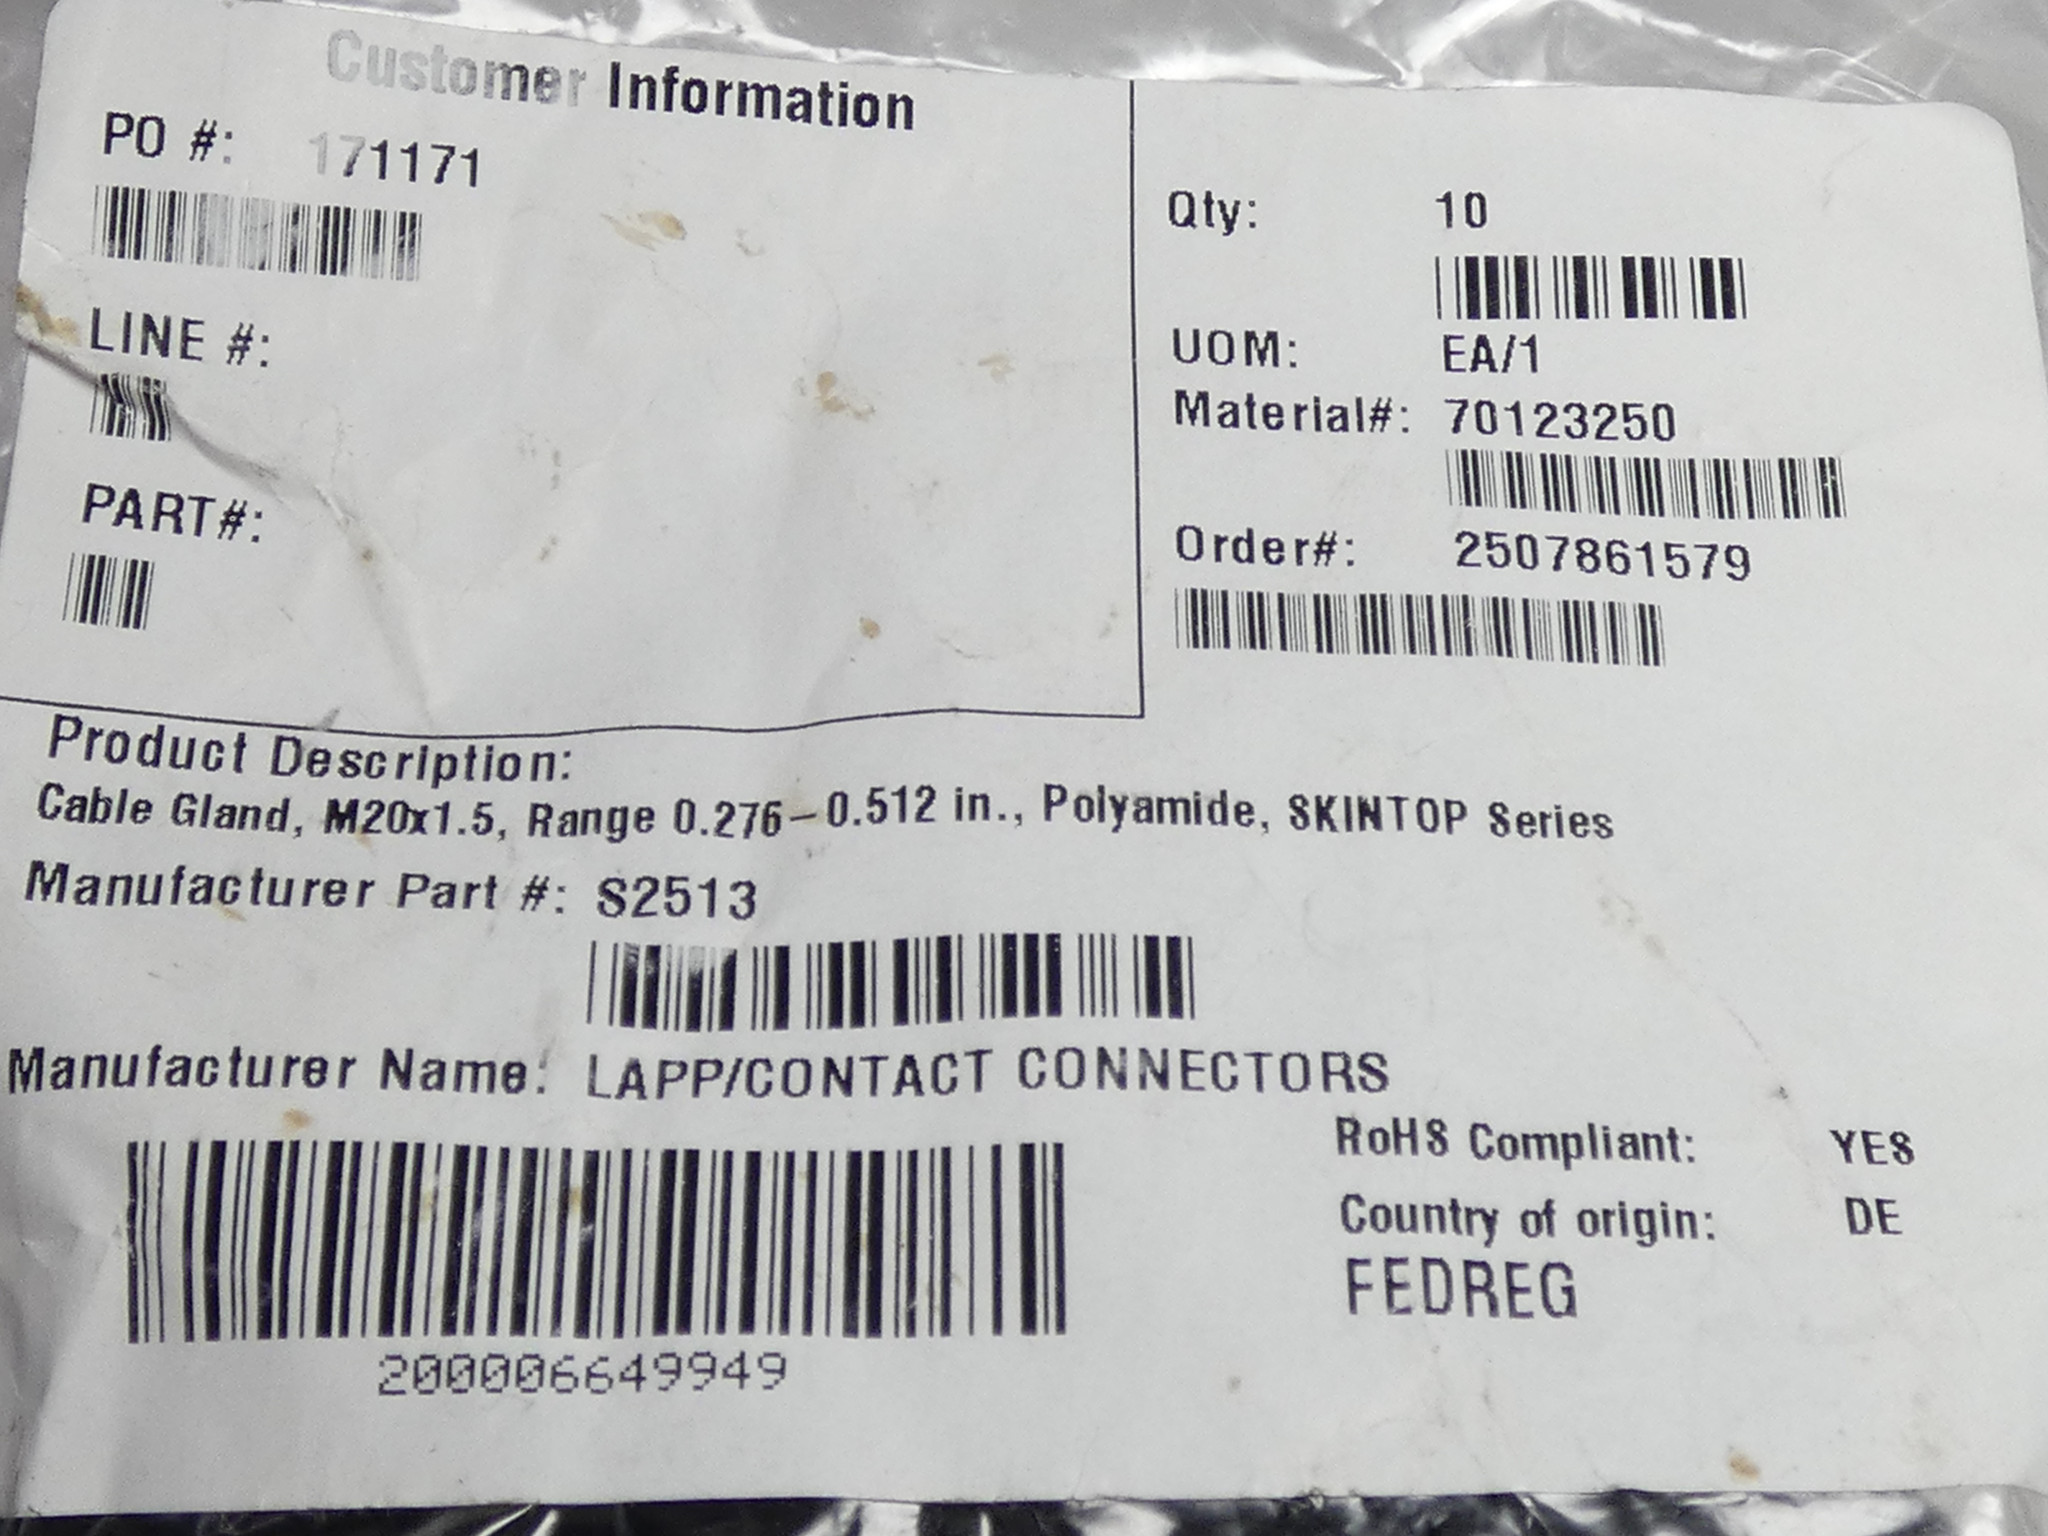 Customer Information
PO #: 171171
LINE #:
PART#:
Qty: 10
UOM: EA/1
Material#: 70123250
Order#: 2507861579
Product Description:
Cable Gland, M20x1.5, Range 0.276-0.512 in., Polyamide, SKINTOP Series
Manufacturer Part #: S2513
Manufacturer Name: LAPP/CONTACT CONNECTORS
RoHS Compliant: YES
Country of origin: DE
FEDREG
200006649949